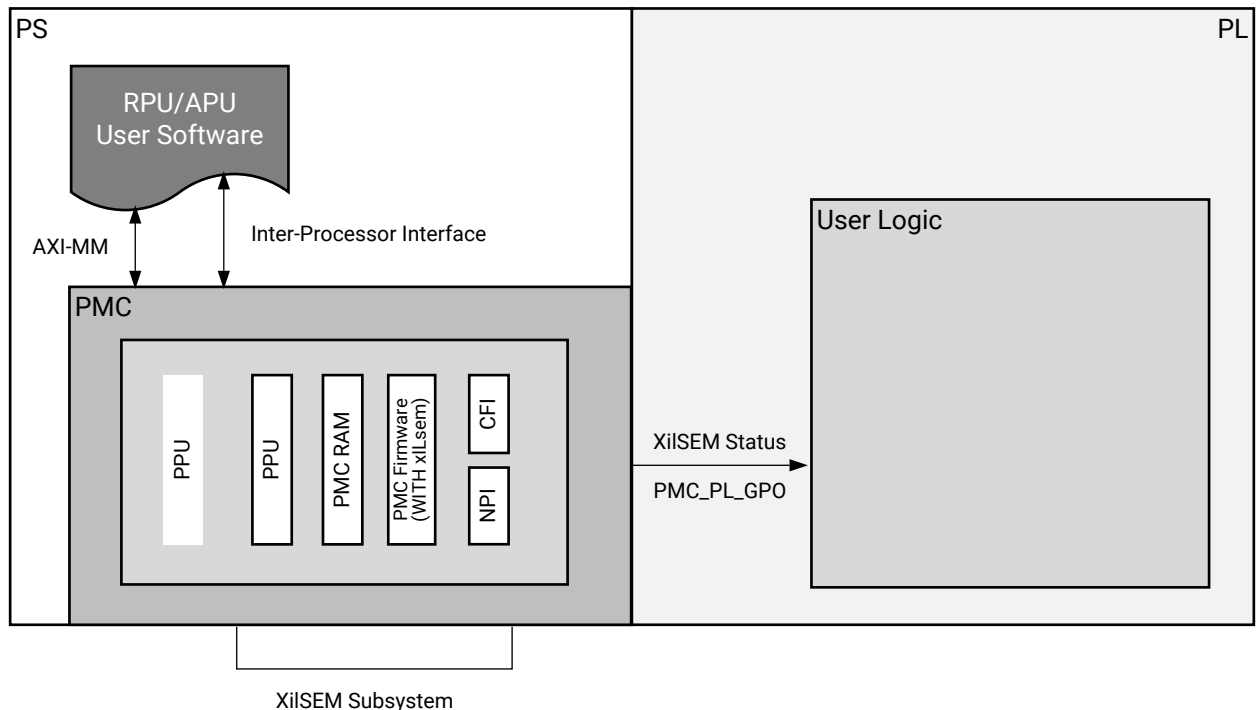 PS
PL
RPU/APU
User Software
AXI-MM
Inter-Processor Interface
User Logic
PMC
PPU
PPU
PMC RAM
PMC Firmware
(WITH xILsem)
CFI
NPI
XilSEM Status
PMC_PL_GPO
XilSEM Subsystem